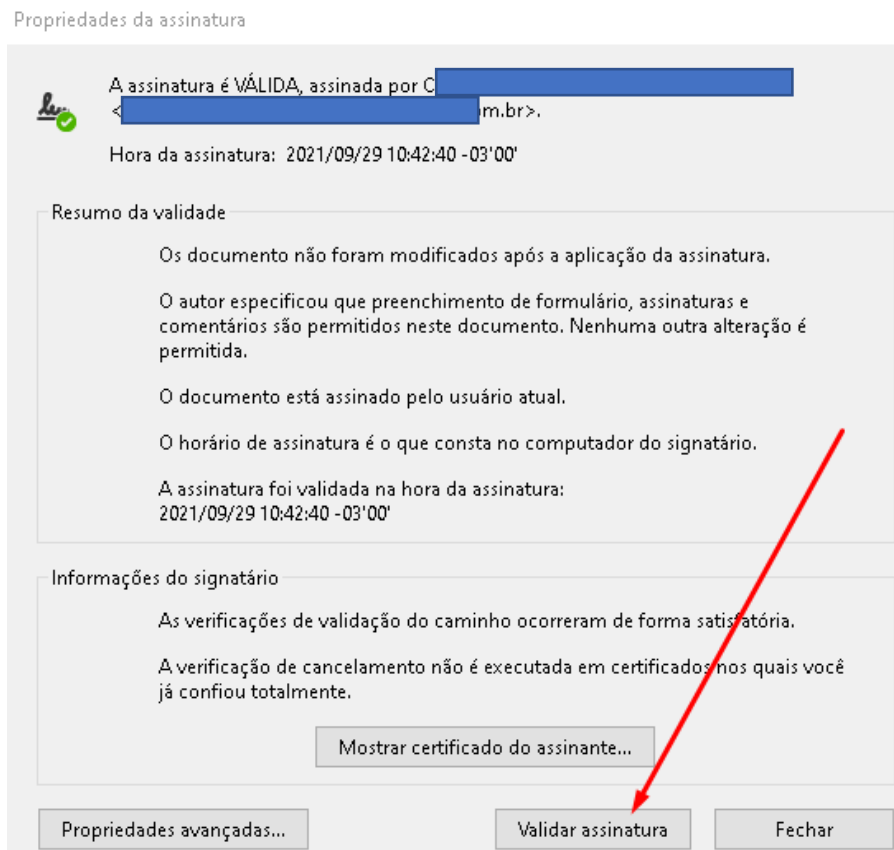 Propriedades da assinatura
A assinatura é VÁLIDA, assinada por C
< m.br>.
Hora da assinatura: 2021/09/29 10:42:40 -03'00'
Resumo da validade
Os documento não foram modificados após a aplicação da assinatura.
O autor especificou que preenchimento de formulário, assinaturas e
comentários são permitidos neste documento. Nenhuma outra alteração é
permitida.
O documento está assinado pelo usuário atual.
O horário de assinatura é o que consta no computador do signatário.
A assinatura foi validada na hora da assinatura:
2021/09/29 10:42:40 -03'00'
Informações do signatário
As verificações de validação do caminho ocorreram de forma satisfatória.
A verificação de cancelamento não é executada em certificados nos quais você
já confiou totalmente.
Mostrar certificado do assinante...
Propriedades avançadas...
Validar assinatura
Fechar